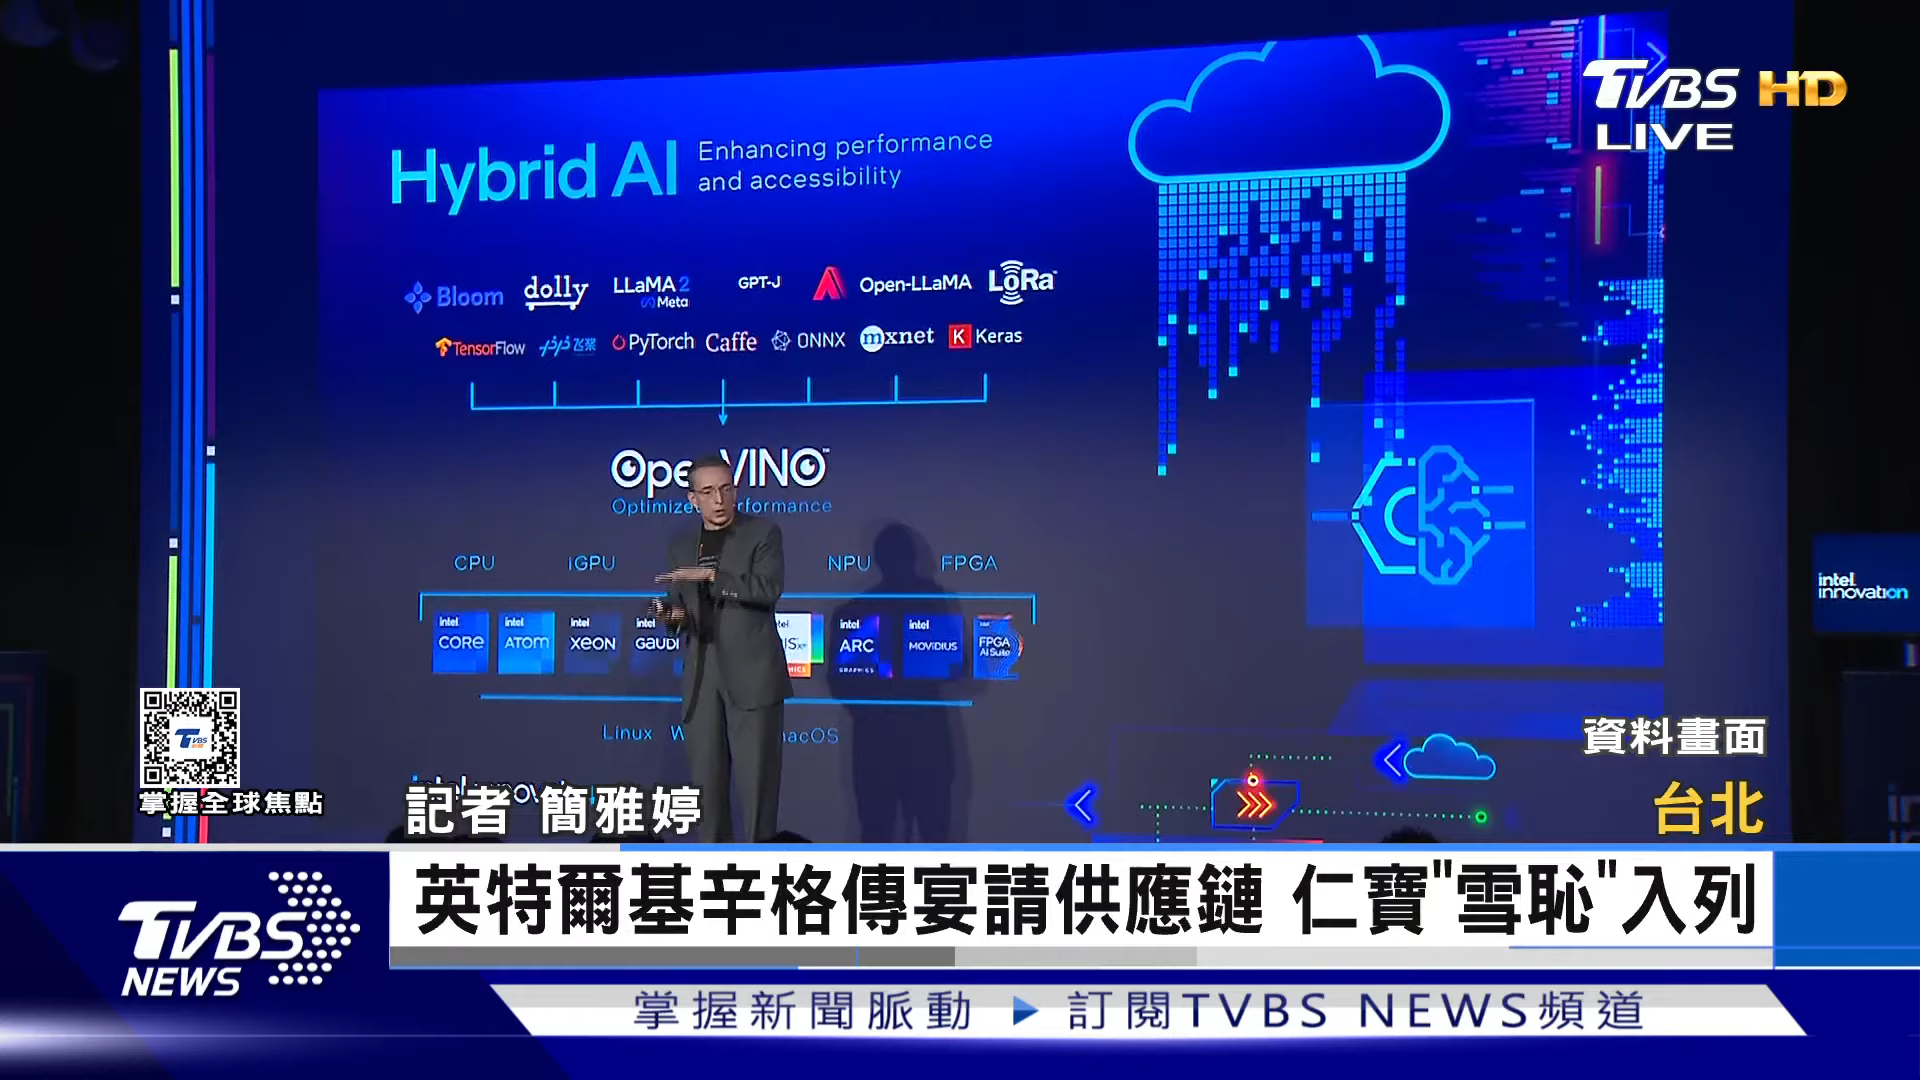 TVBS HD
LIVE
Hybrid AI
Enhancing performance
and accessibility
Bloom
dolly
LLaMA 2
Meta
GPT-J
Open-LLaMA
LoRa
TensorFlow
飞桨
PyTorch
Caffe
ONNX
mxnet
K Keras
OpenVINO
CPU
iGPU
NPU
FPGA
intel CORE
intel ATOM
intel XEON
intel GAUDI
intel ARC GRAPHICS
intel MOVIDIUS
FPGA AI Suite
Linux
intel innovation
TVBS
掌握全球焦點
記者 簡雅婷
資料畫面
台北
英特爾基辛格傳宴請供應鏈 仁寶"雪恥"入列
TVBS
NEWS
掌握新聞脈動 ▶ 訂閱TVBS NEWS頻道